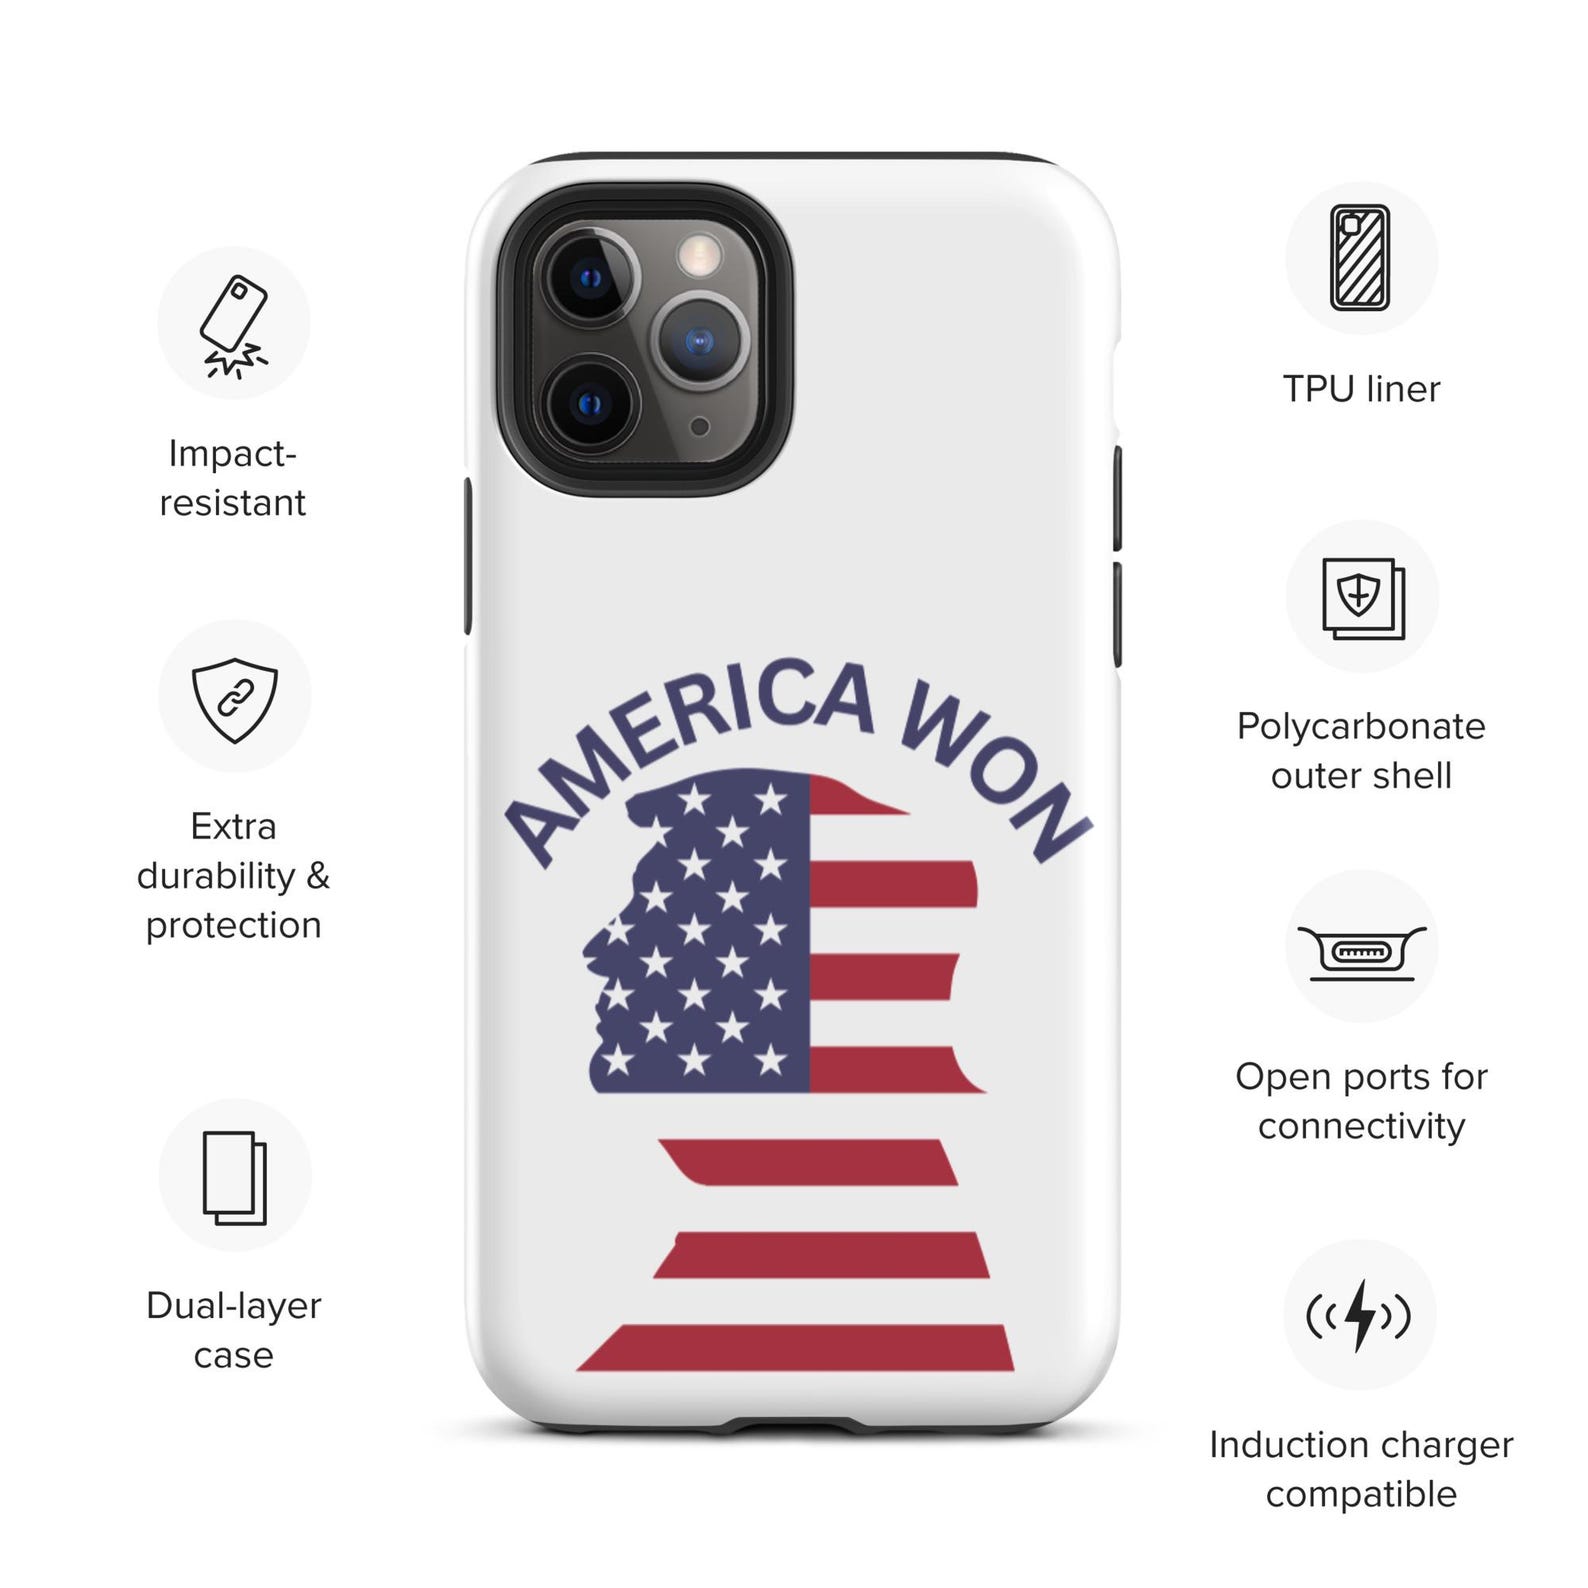 Impact-
resistant
Extra
durability &
protection
Dual-layer
case
AMERICA WON
TPU liner
Polycarbonate
outer shell
Open ports for
connectivity
Induction charger
compatible